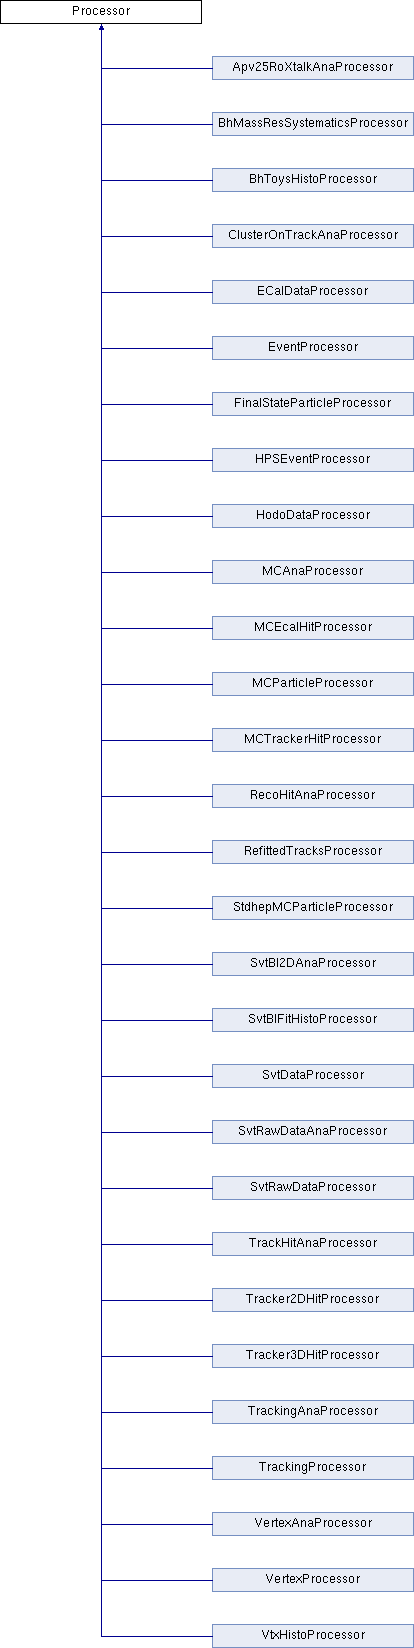 Processor
Apv25RoXtalkAnaProcessor
BhMassResSystematicsProcessor
BhToysHistoProcessor
ClusterOnTrackAnaProcessor
ECalDataProcessor
EventProcessor
FinalStateParticleProcessor
HPSEventProcessor
HodoDataProcessor
MCAnaProcessor
MCEcalHitProcessor
MCParticleProcessor
MCTrackerHitProcessor
RecoHitAnaProcessor
RefittedTracksProcessor
StdhepMCParticleProcessor
SvtBl2DAnaProcessor
SvtBlFitHistoProcessor
SvtDataProcessor
SvtRawDataAnaProcessor
SvtRawDataProcessor
TrackHitAnaProcessor
Tracker2DHitProcessor
Tracker3DHitProcessor
TrackingAnaProcessor
TrackingProcessor
VertexAnaProcessor
VertexProcessor
VtxHistoProcessor